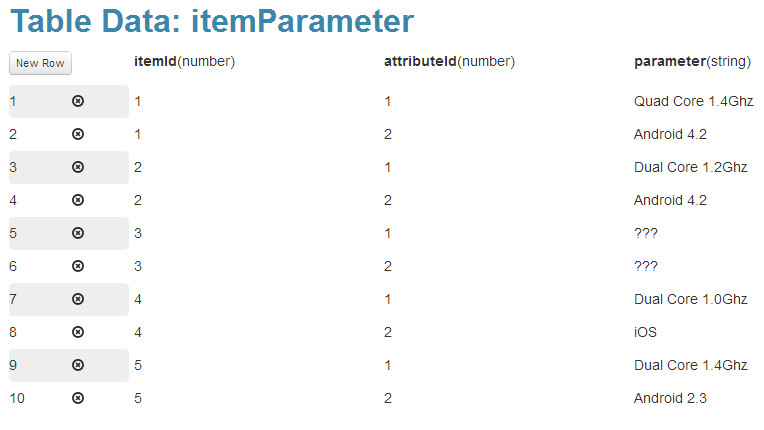 Table Data: itemParameter
New Row itemId(number) attributeId(number) parameter(string)
1 1 1 Quad Core 1.4Ghz
2 1 2 Android 4.2
3 2 1 Dual Core 1.2Ghz
4 2 2 Android 4.2
5 3 1 ???
6 3 2 ???
7 4 1 Dual Core 1.0Ghz
8 4 2 iOS
9 5 1 Dual Core 1.4Ghz
10 5 2 Android 2.3